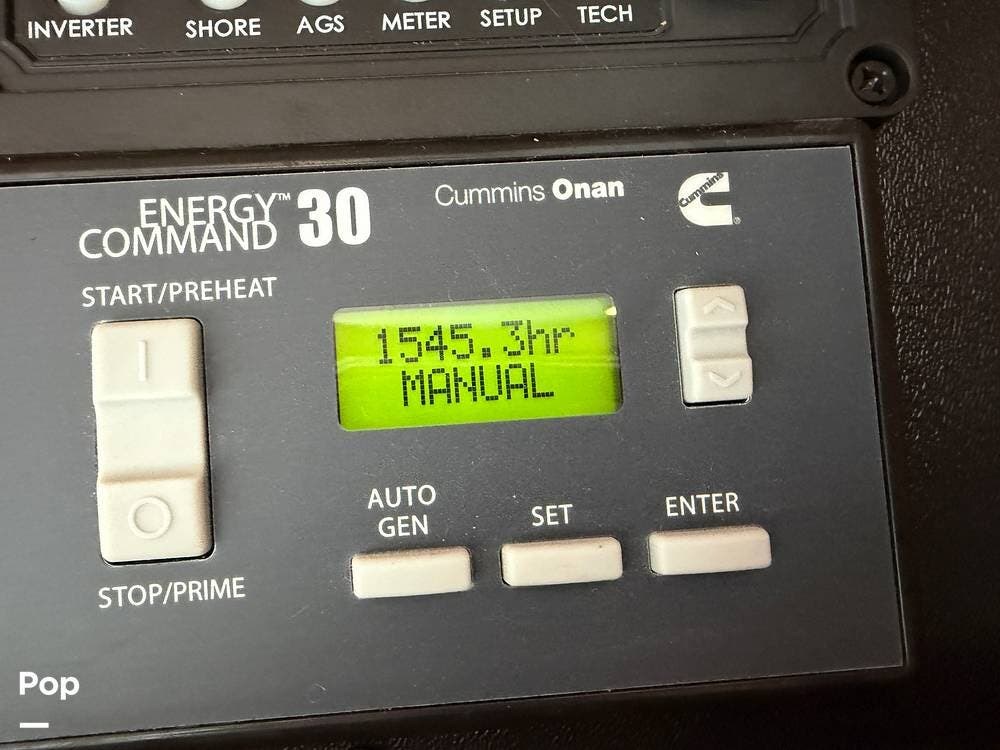 INVERTER SHORE AGS METER SETUP TECH
ENERGY™
COMMAND 30
Cummins Onan
Cummins
®
START/PREHEAT
I
O
STOP/PRIME
1545.3hr
MANUAL
AUTO
GEN
SET
ENTER
Pop